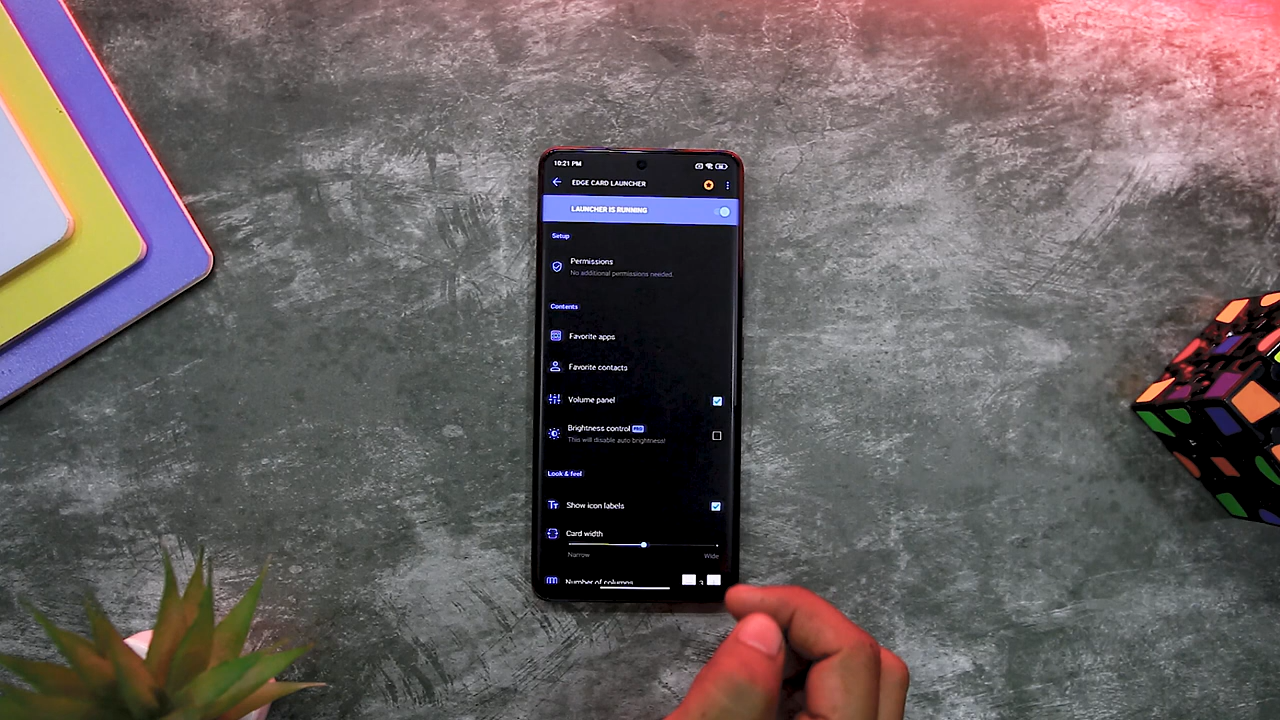 10:21 PM
EDGE CARD LAUNCHER
LAUNCHER IS RUNNING
Setup
Permissions
No additional permissions needed.
Contents
Favorite apps
Favorite contacts
Volume panel
Brightness control PRO
This will disable auto brightness!
Look & feel
Show icon labels
Tт Card width
Narrow Wide
Number of columns 3